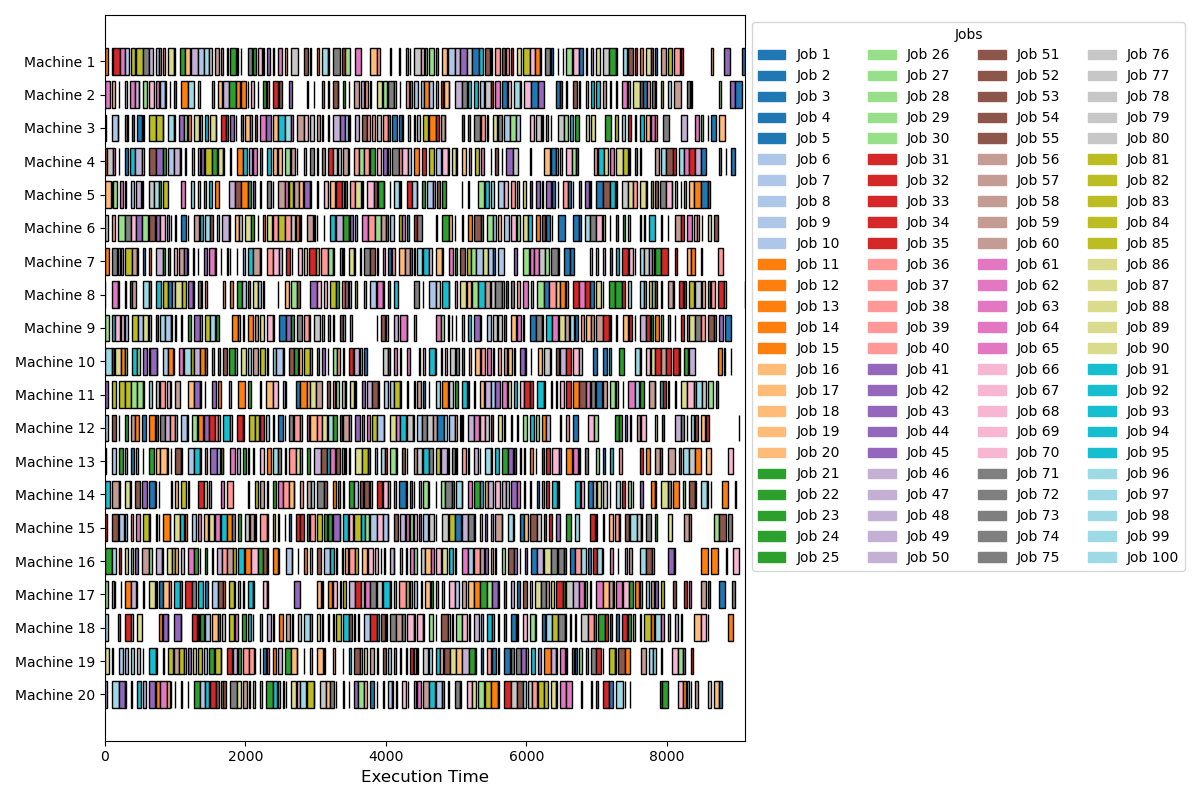 Machine 1
Machine 2
Machine 3
Machine 4
Machine 5
Machine 6
Machine 7
Machine 8
Machine 9
Machine 10
Machine 11
Machine 12
Machine 13
Machine 14
Machine 15
Machine 16
Machine 17
Machine 18
Machine 19
Machine 20
0 2000 4000 6000 8000
Execution Time
Jobs
Job 1 Job 26 Job 51 Job 76
Job 2 Job 27 Job 52 Job 77
Job 3 Job 28 Job 53 Job 78
Job 4 Job 29 Job 54 Job 79
Job 5 Job 30 Job 55 Job 80
Job 6 Job 31 Job 56 Job 81
Job 7 Job 32 Job 57 Job 82
Job 8 Job 33 Job 58 Job 83
Job 9 Job 34 Job 59 Job 84
Job 10 Job 35 Job 60 Job 85
Job 11 Job 36 Job 61 Job 86
Job 12 Job 37 Job 62 Job 87
Job 13 Job 38 Job 63 Job 88
Job 14 Job 39 Job 64 Job 89
Job 15 Job 40 Job 65 Job 90
Job 16 Job 41 Job 66 Job 91
Job 17 Job 42 Job 67 Job 92
Job 18 Job 43 Job 68 Job 93
Job 19 Job 44 Job 69 Job 94
Job 20 Job 45 Job 70 Job 95
Job 21 Job 46 Job 71 Job 96
Job 22 Job 47 Job 72 Job 97
Job 23 Job 48 Job 73 Job 98
Job 24 Job 49 Job 74 Job 99
Job 25 Job 50 Job 75 Job 100